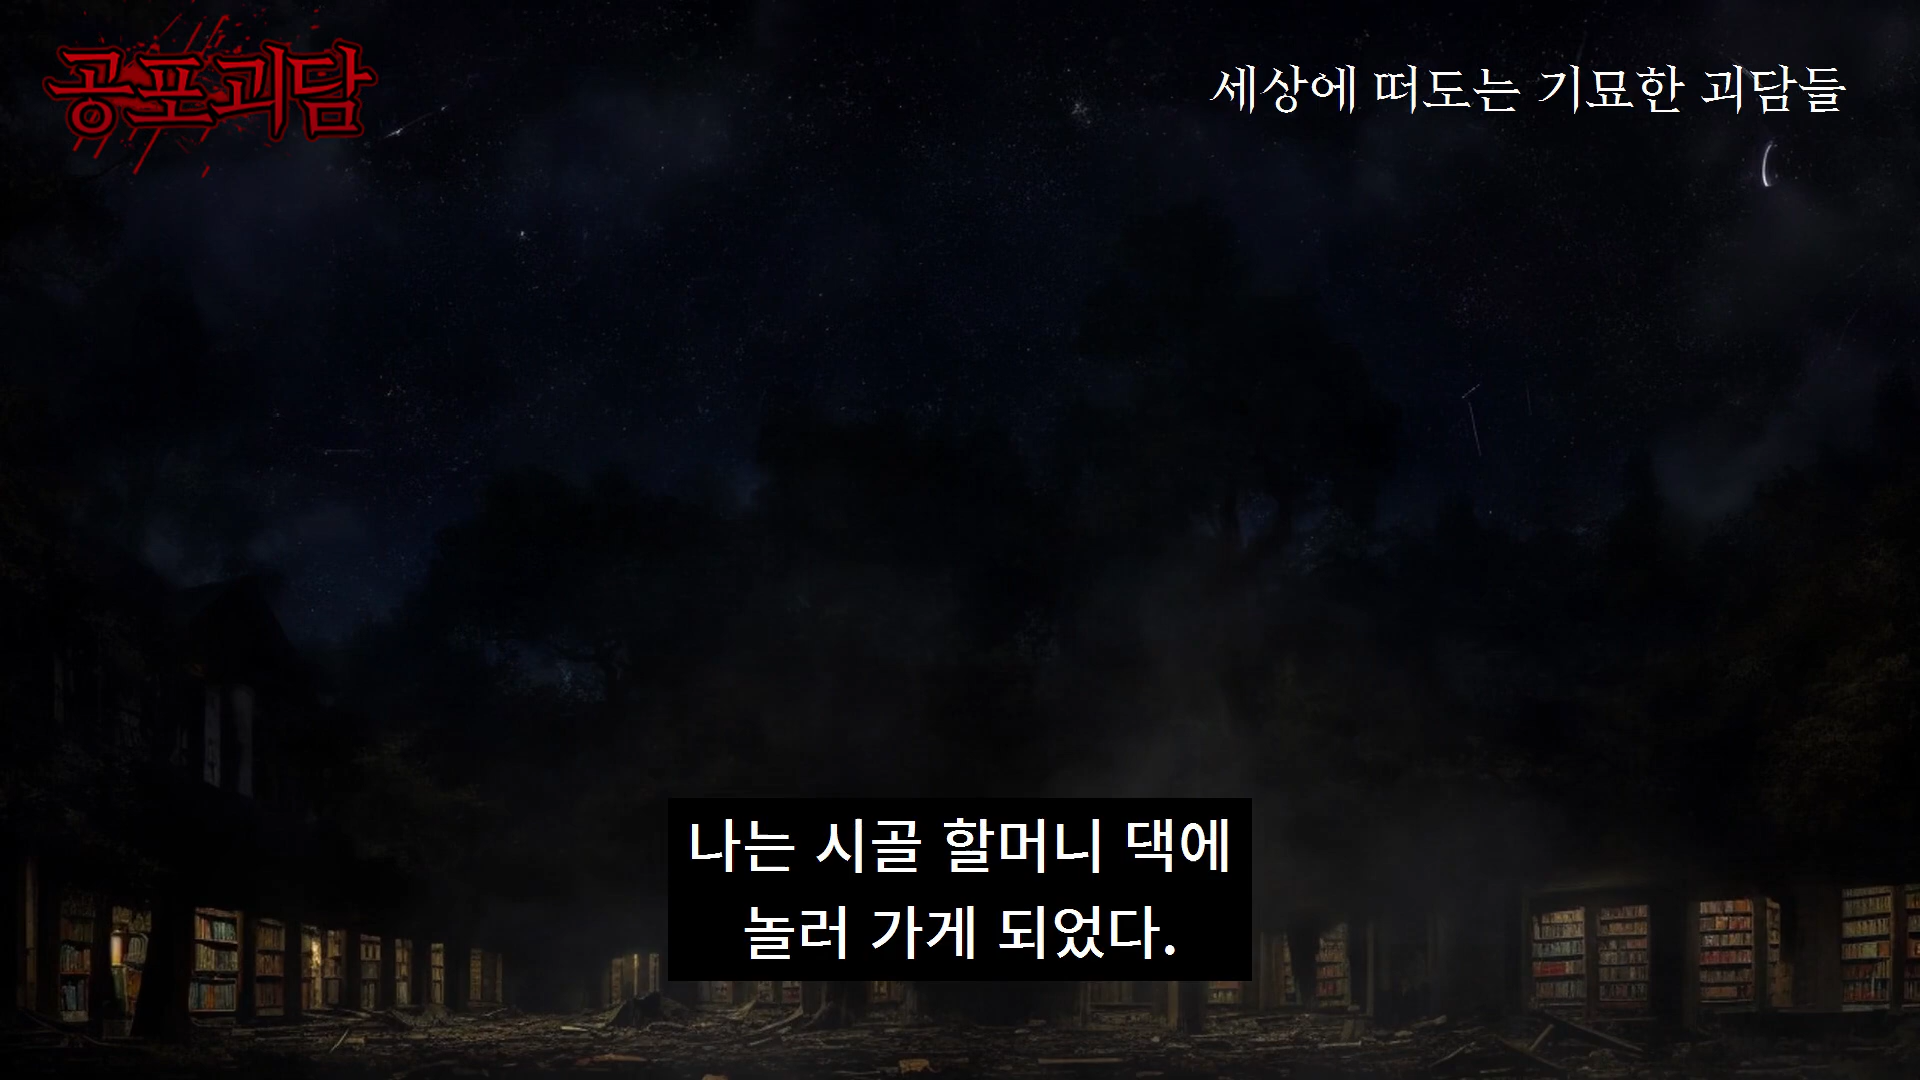 공포괴담
세상에 떠도는 기묘한 괴담들
나는 시골 할머니 댁에
놀러 가게 되었다.